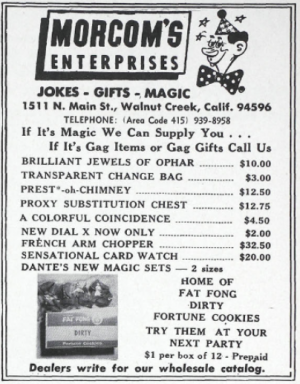 MORCOM'S
ENTERPRISES
JOKES - GIFTS - MAGIC
1511 N. Main St., Walnut Creek, Calif. 94596
TELEPHONE: (Area Code 415) 939-8958
If It's Magic We Can Supply You . . .
If It's Gag Items or Gag Gifts Call Us
BRILLIANT JEWELS OF OPHAR $10.00
TRANSPARENT CHANGE BAG $3.00
PREST*-oh-CHIMNEY $12.50
PROXY SUBSTITUTION CHEST $12.75
A COLORFUL COINCIDENCE $4.50
NEW DIAL X NOW ONLY $2.00
FRENCH ARM CHOPPER $32.50
SENSATIONAL CARD WATCH $20.00
DANTE'S NEW MAGIC SETS — 2 sizes
HOME OF
FAT FONG
DIRTY
FORTUNE COOKIES
TRY THEM AT YOUR
NEXT PARTY
$1 per box of 12 - Prepaid
FAT FONG
DIRTY
Fortune Cookies
Dealers write for our wholesale catalog.